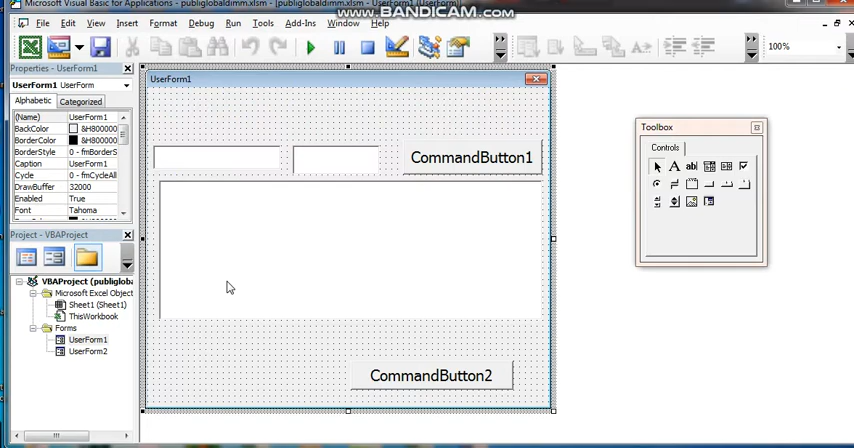 Microsoft Visual Basic for Applications - publiglobaldimm.xlsm - [publiglobaldimm.xlsm - UserForm1 (UserForm)]
www.BANDICAM.com
File Edit View Insert Format Debug Run Tools Add-Ins Window Help
100%
Properties - UserForm1
UserForm1 UserForm
Alphabetic Categorized
(Name) UserForm1
BackColor &H800000
BorderColor &H800000
BorderStyle 0 - fmBorderS
Caption UserForm1
Cycle 0 - fmCycleAll
DrawBuffer 32000
Enabled True
Font Tahoma
Project - VBAProject
VBAProject (publigloba
Microsoft Excel Object
Sheet1 (Sheet1)
ThisWorkbook
Forms
UserForm1
UserForm2
UserForm1
CommandButton1
CommandButton2
Toolbox
Controls